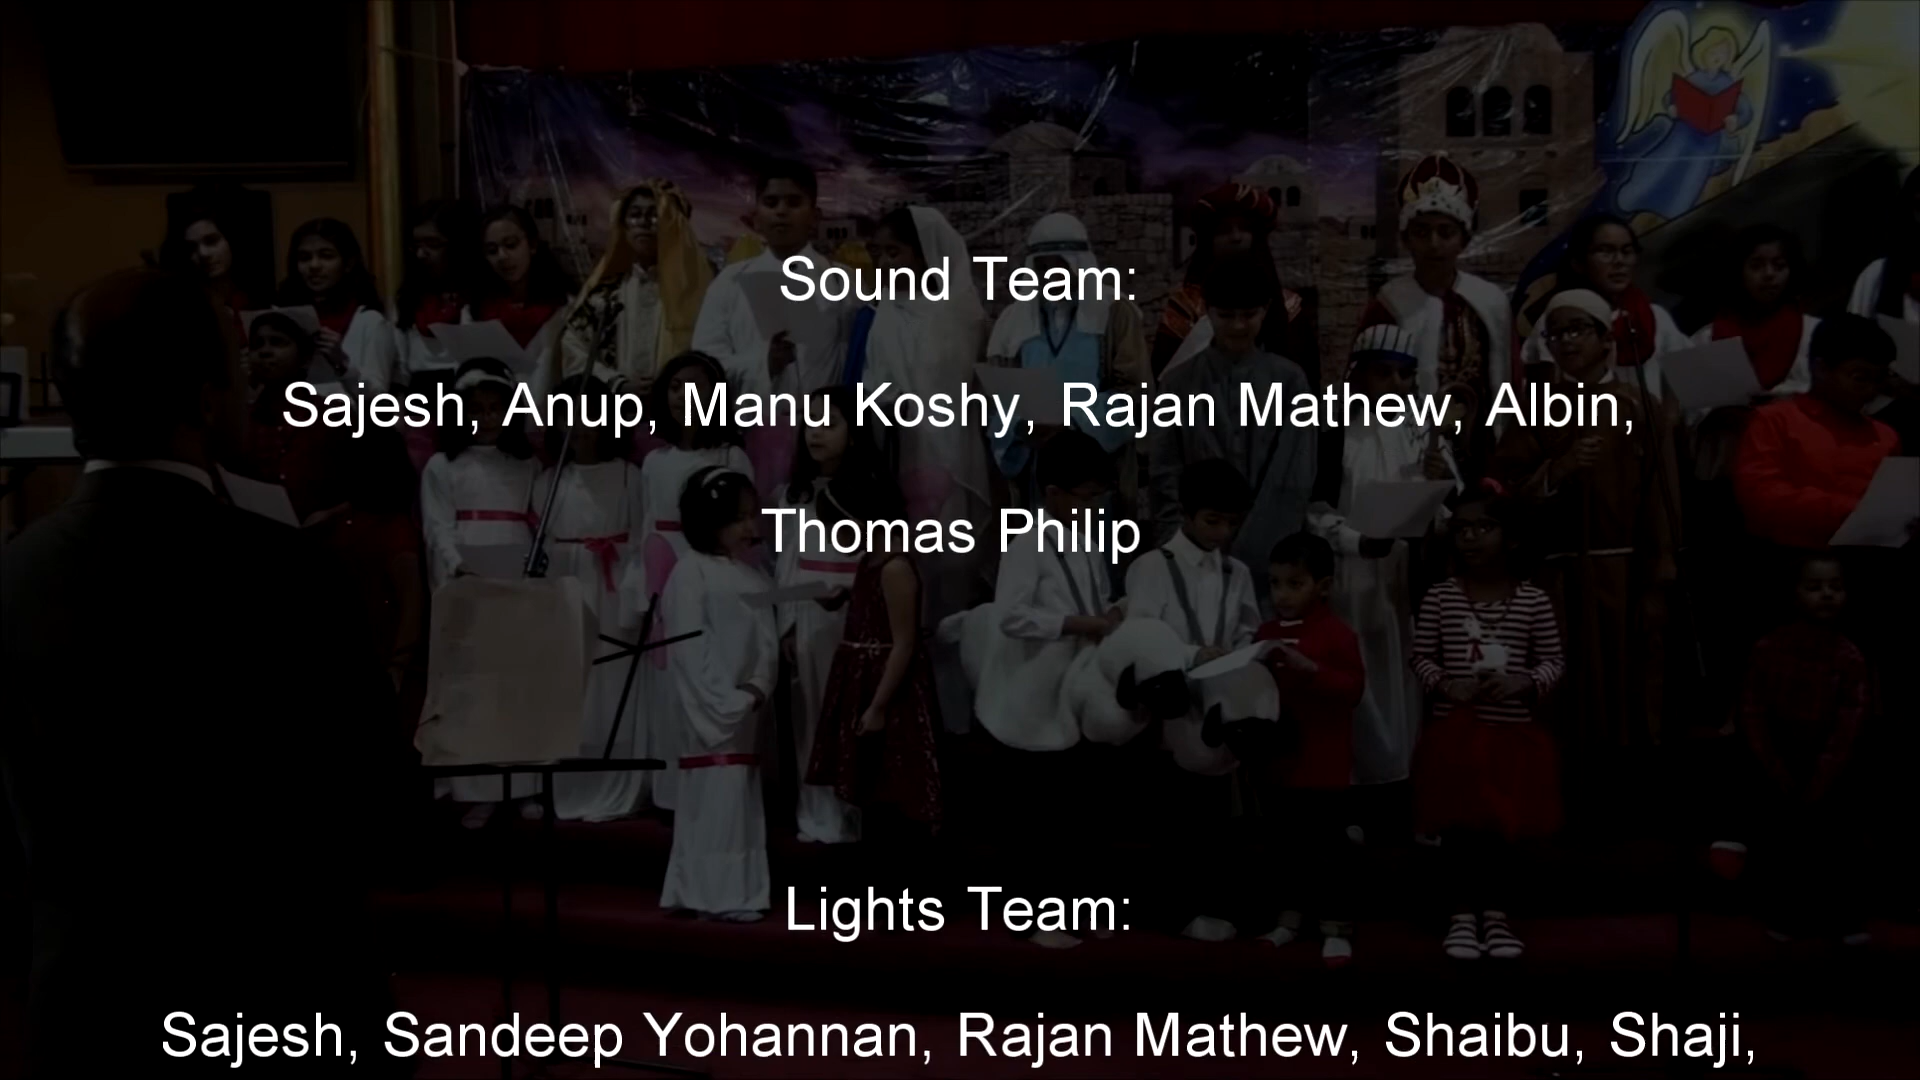 Sound Team:
Sajesh, Anup, Manu Koshy, Rajan Mathew, Albin,
Thomas Philip
Lights Team:
Sajesh, Sandeep Yohannan, Rajan Mathew, Shaibu, Shaji,